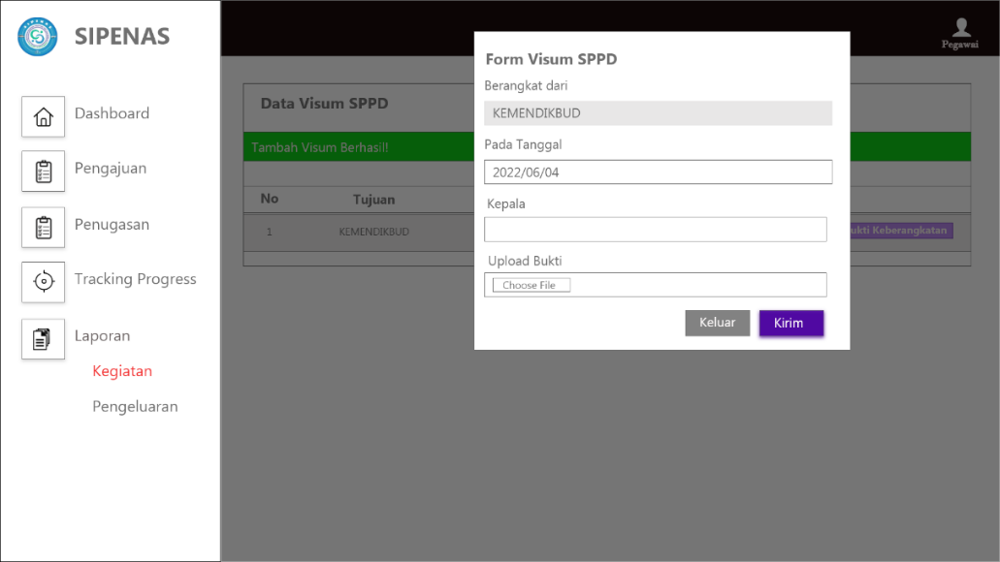 SIPENAS
Pegawai
Dashboard
Pengajuan
Penugasan
Tracking Progress
Laporan
Kegiatan
Pengeluaran
Data Visum SPPD
Tambah Visum Berhasil!
No Tujuan
1 KEMENDIKBUD
Keberangkatan
Form Visum SPPD
Berangkat dari
KEMENDIKBUD
Pada Tanggal
2022/06/04
Kepala
Upload Bukti
Choose File
Keluar Kirim